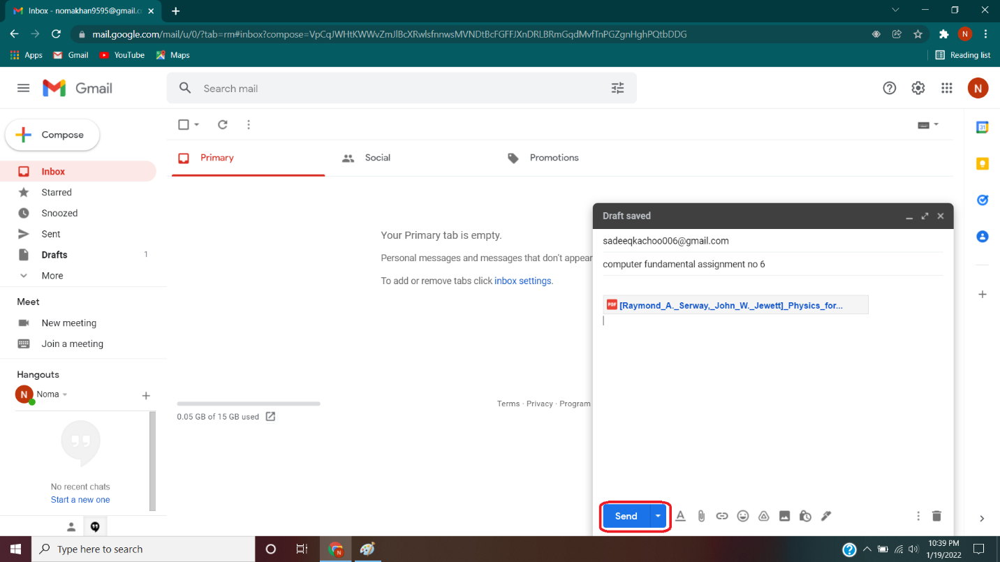 Inbox - nomakhan9595@gmail.co
mail.google.com/mail/u/0/?tab=rm#inbox?compose=VpCqJWHtKWWvZmJlBcXRwlsfnnwsMVNDtBcFGFFJXnDRLBRmGqdMvfTnPGZgnHghPQtbDDG
N
Apps
Gmail
YouTube
Maps
Reading list
Gmail
Search mail
N
Compose
31
Primary
Social
Promotions
Inbox
Starred
Snoozed
Sent
Drafts 1
More
Your Primary tab is empty.
Personal messages and messages that don't appear
To add or remove tabs click inbox settings.
Draft saved
sadeeqkachoo006@gmail.com
computer fundamental assignment no 6
PDF [Raymond_A._Serway,_John_W._Jewett]_Physics_for...
Meet
New meeting
Join a meeting
Hangouts
N Noma
No recent chats
Start a new one
0.05 GB of 15 GB used
Terms · Privacy · Program
Send
Type here to search
N
10:39 PM
1/19/2022